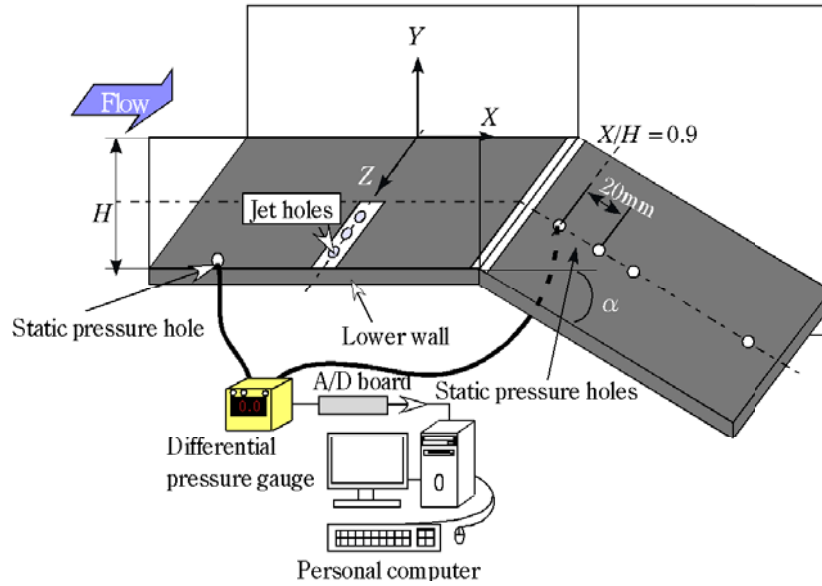 Y
Flow
X
X/H=0.9
Z
20mm
H
Jet holes
α
Static pressure hole
Lower wall
A/D board
Static pressure holes
0.0
Differential
pressure gauge
Personal computer